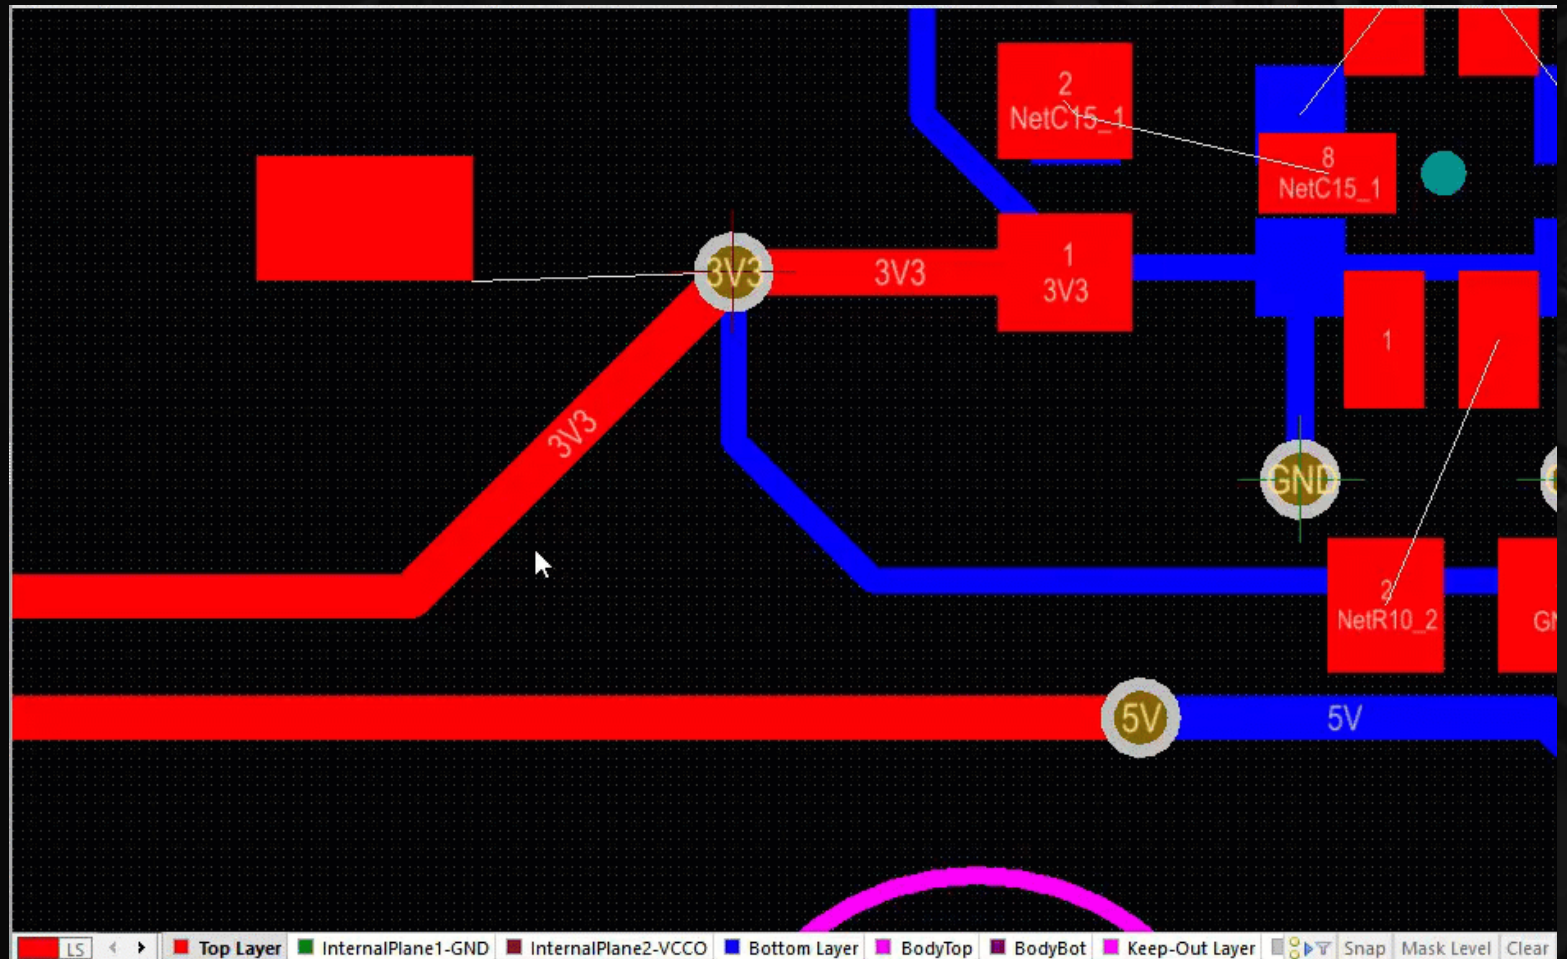 2
NetC15_1
8
NetC15_1
3V3
3V3
1
3V3
1
3V3
GND
2
NetR10_2
5V
5V
LS
Top Layer
InternalPlane1-GND
InternalPlane2-VCCO
Bottom Layer
BodyTop
BodyBot
Keep-Out Layer
Snap
Mask Level
Clear